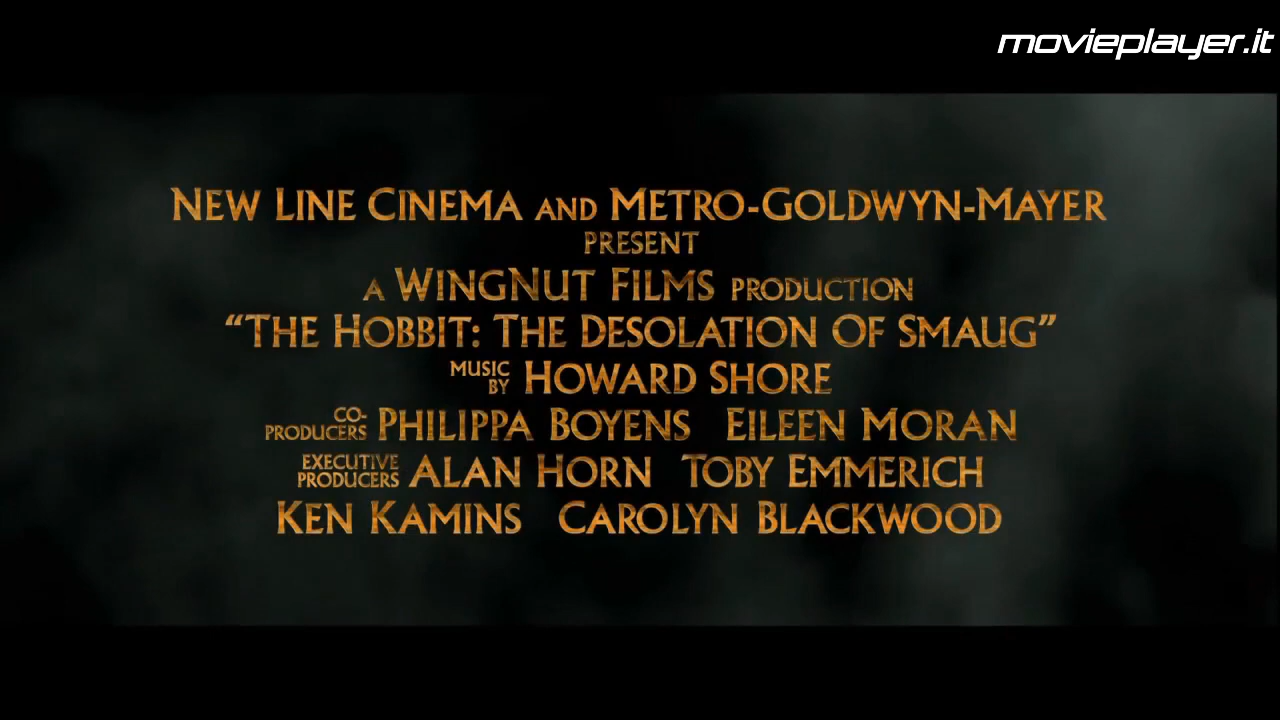 movieplayer.it
NEW LINE CINEMA AND METRO-GOLDWYN-MAYER
PRESENT
A WINGNUT FILMS PRODUCTION
“THE HOBBIT: THE DESOLATION OF SMAUG”
MUSIC BY HOWARD SHORE
CO-PRODUCERS PHILIPPA BOYENS EILEEN MORAN
EXECUTIVE PRODUCERS ALAN HORN TOBY EMMERICH
KEN KAMINS CAROLYN BLACKWOOD